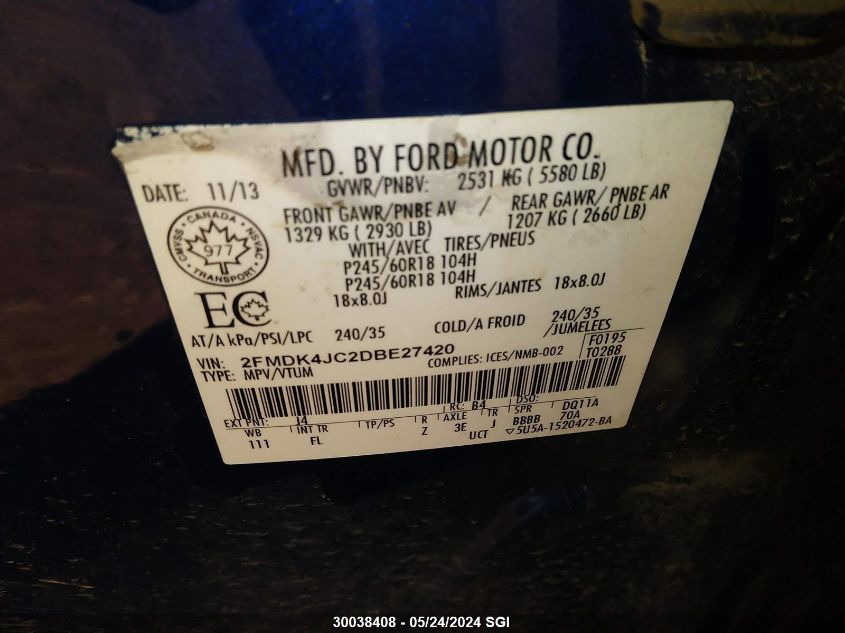 MFD. BY FORD MOTOR CO.
DATE: 11/13
GVWR/PNBV: 2531 KG ( 5580 LB)
FRONT GAWR/PNBE AV / REAR GAWR/ PNBE AR
1329 KG ( 2930 LB) 1207 KG ( 2660 LB)
WITH/AVEC TIRES/PNEUS
P245/60R18 104H
P245/60R18 104H
18x8.0J RIMS/JANTES 18x8.0J
CANADA
CMVSS 977 NSVAC
TRANSPORT
EC
AT/A kPa/PSI/LPC 240/35 COLD/A FROID 240/35 /JUMELEES
VIN: 2FMDK4JC2DBE27420 COMPLIES: ICES/NMB-002 F0195
TYPE: MPV/VTUM T0288
EXT PNT: J4 RC: B4 DSO:
WB INT TR TP/PS R AXLE TR SPR DQ11A
111 FL Z 3E J BBBB 70A
UCT ▽5U5A-1520472-BA
30038408 - 05/24/2024 SGI